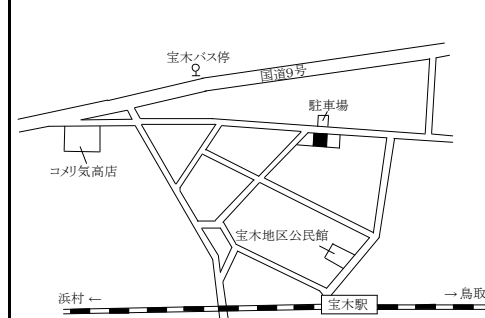 宝木バス停
国道9号
駐車場
コメリ気高店
宝木地区公民館
浜村 ←
→ 鳥取
宝木駅